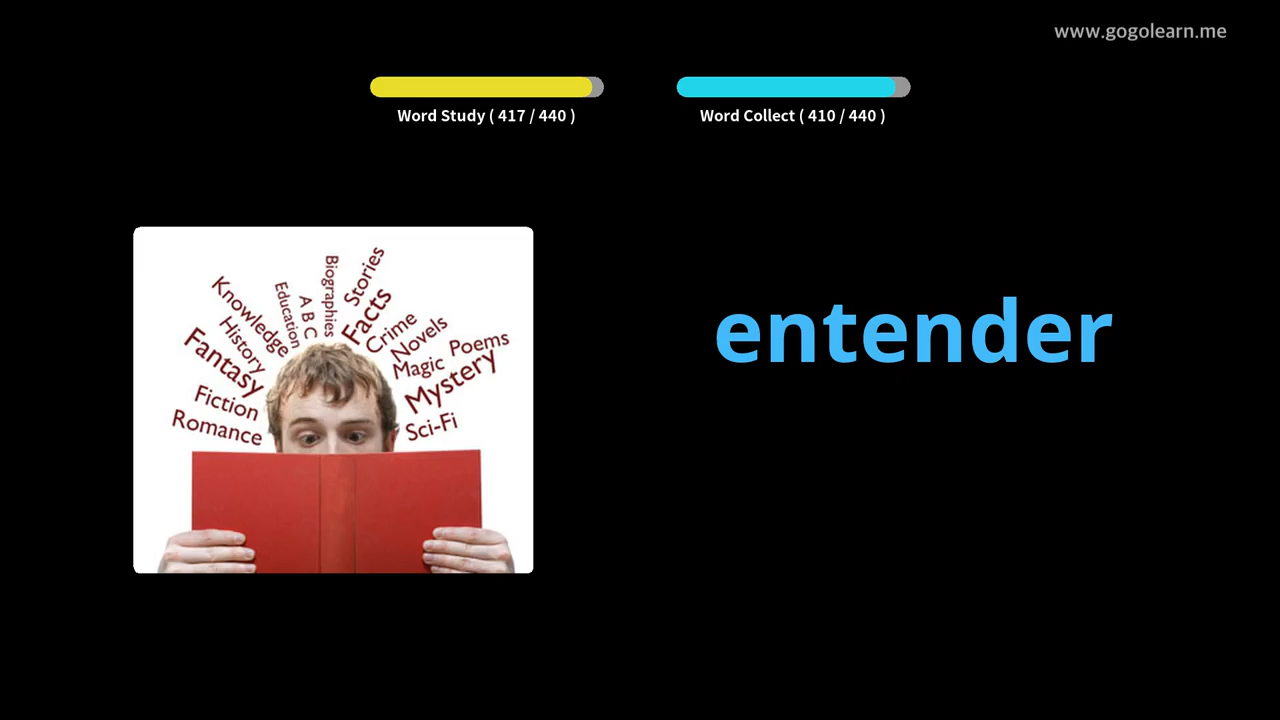 www.gogolearn.me
Word Study ( 417 / 440 )
Word Collect ( 410 / 440 )
Biographies
Stories
Facts
A B C
Education
Knowledge
History
Fantasy
Fiction
Romance
Crime
Novels
Poems
Magic
Mystery
Sci-Fi
entender